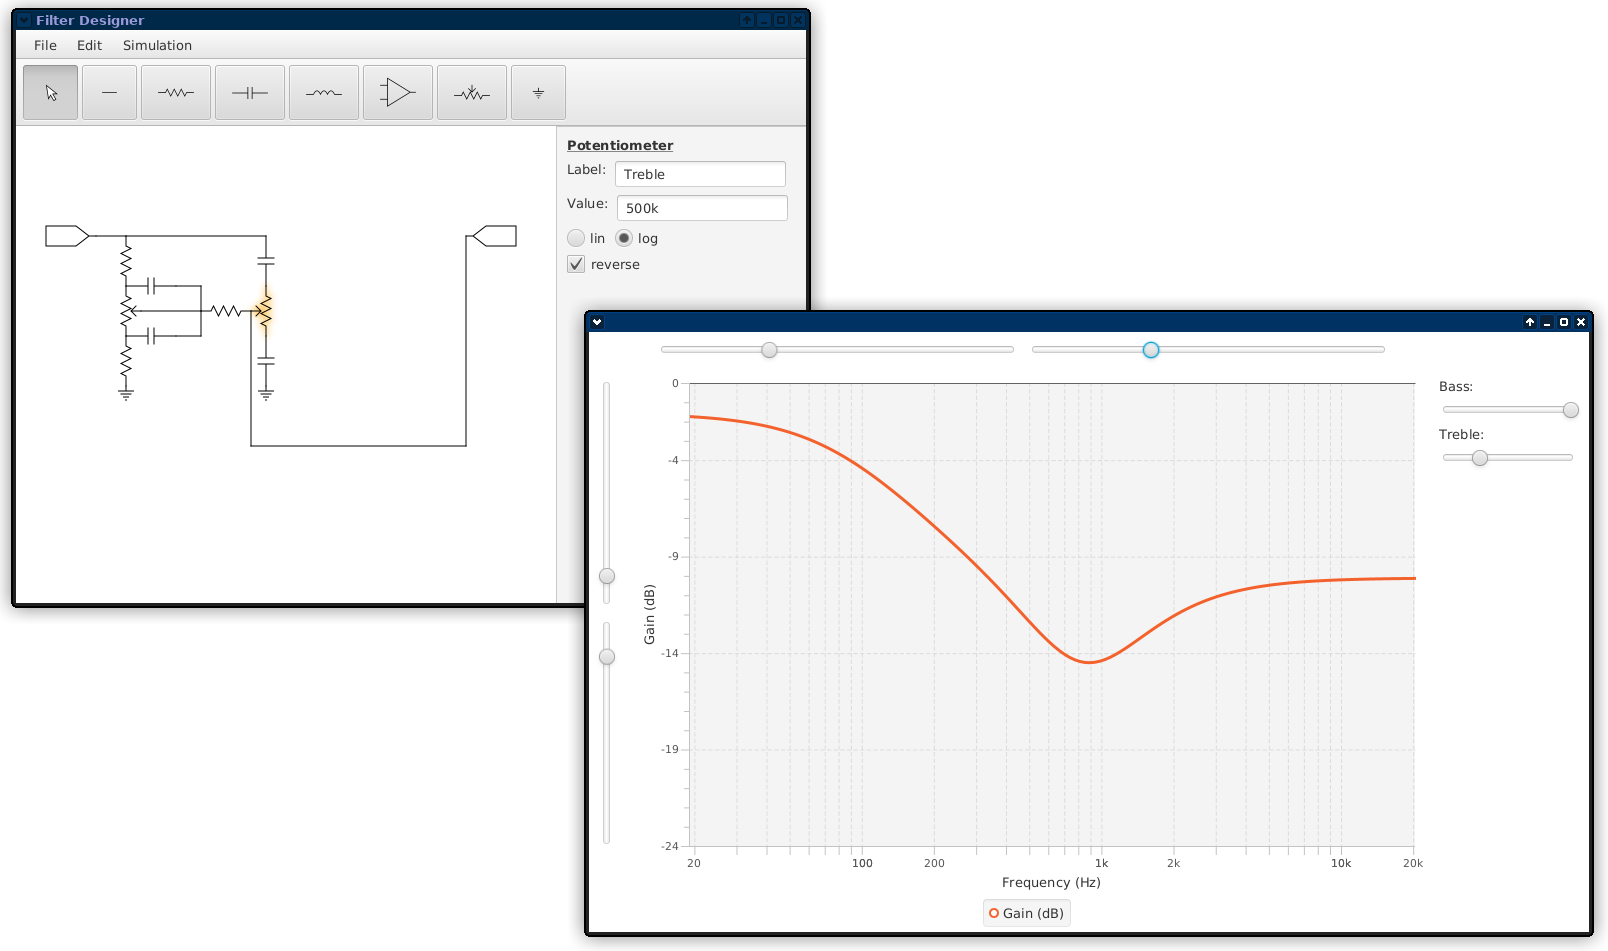 Filter Designer
File Edit Simulation
Potentiometer
Label: Treble
Value: 500k
lin log
reverse
0
-4
-9
-14
-19
-24
Gain (dB)
20 100 200 1k 2k 10k 20k
Frequency (Hz)
Gain (dB)
Bass:
Treble: